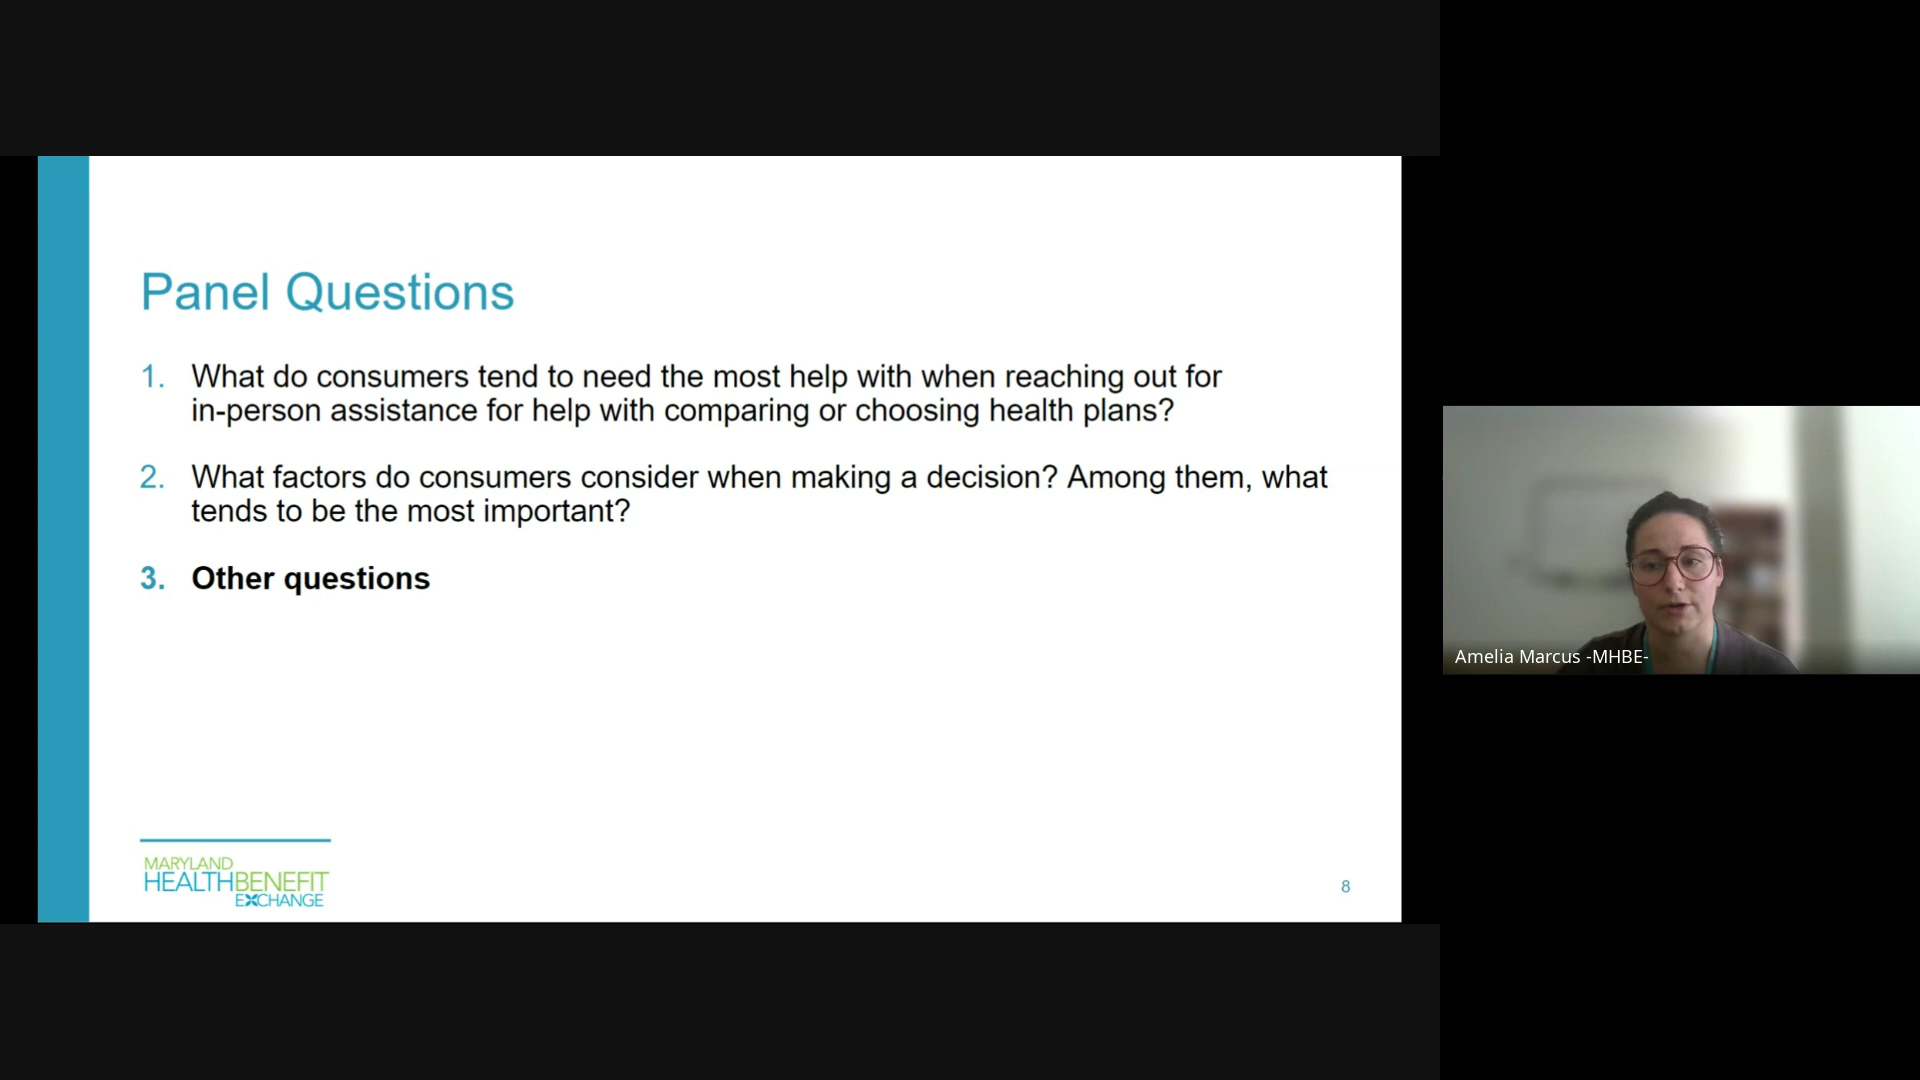 Panel Questions
1. What do consumers tend to need the most help with when reaching out for
in-person assistance for help with comparing or choosing health plans?
2. What factors do consumers consider when making a decision? Among them, what
tends to be the most important?
3. Other questions
MARYLAND
HEALTHBENEFIT
EXCHANGE
8
Amelia Marcus -MHBE-